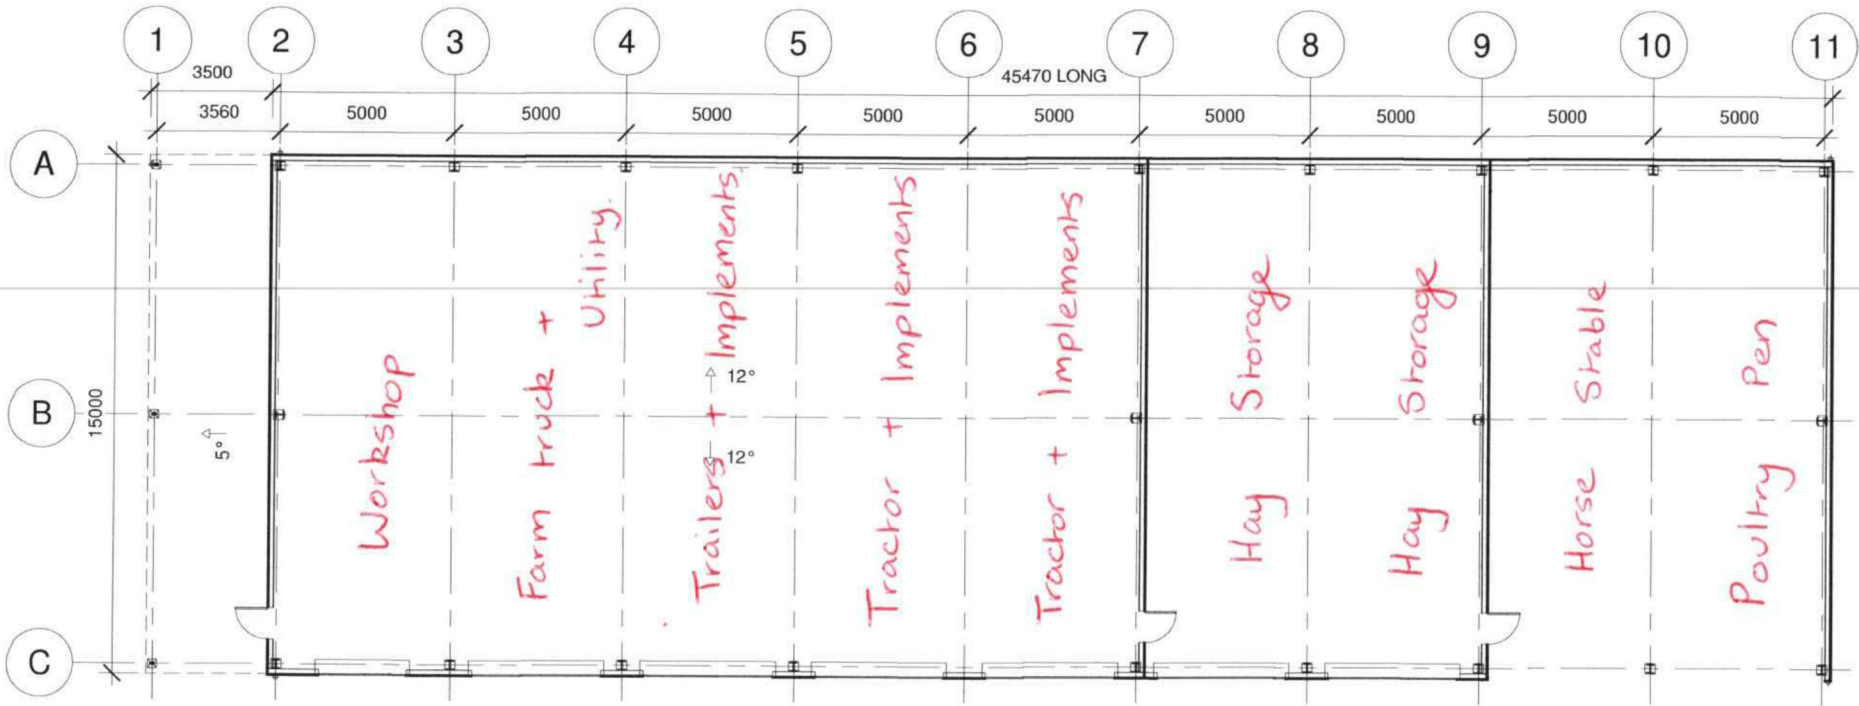 1 2 3 4 5 6 7 8 9 10 11
3500 45470 LONG
3560 5000 5000 5000 5000 5000 5000 5000 5000 5000
A
B
C
15000
5°
12°
12°
Workshop
Farm truck +
Utility.
Trailers + Implements
Tractor + Implements
Tractor + Implements
Hay Storage
Hay Storage
Horse Stable
Poultry Pen